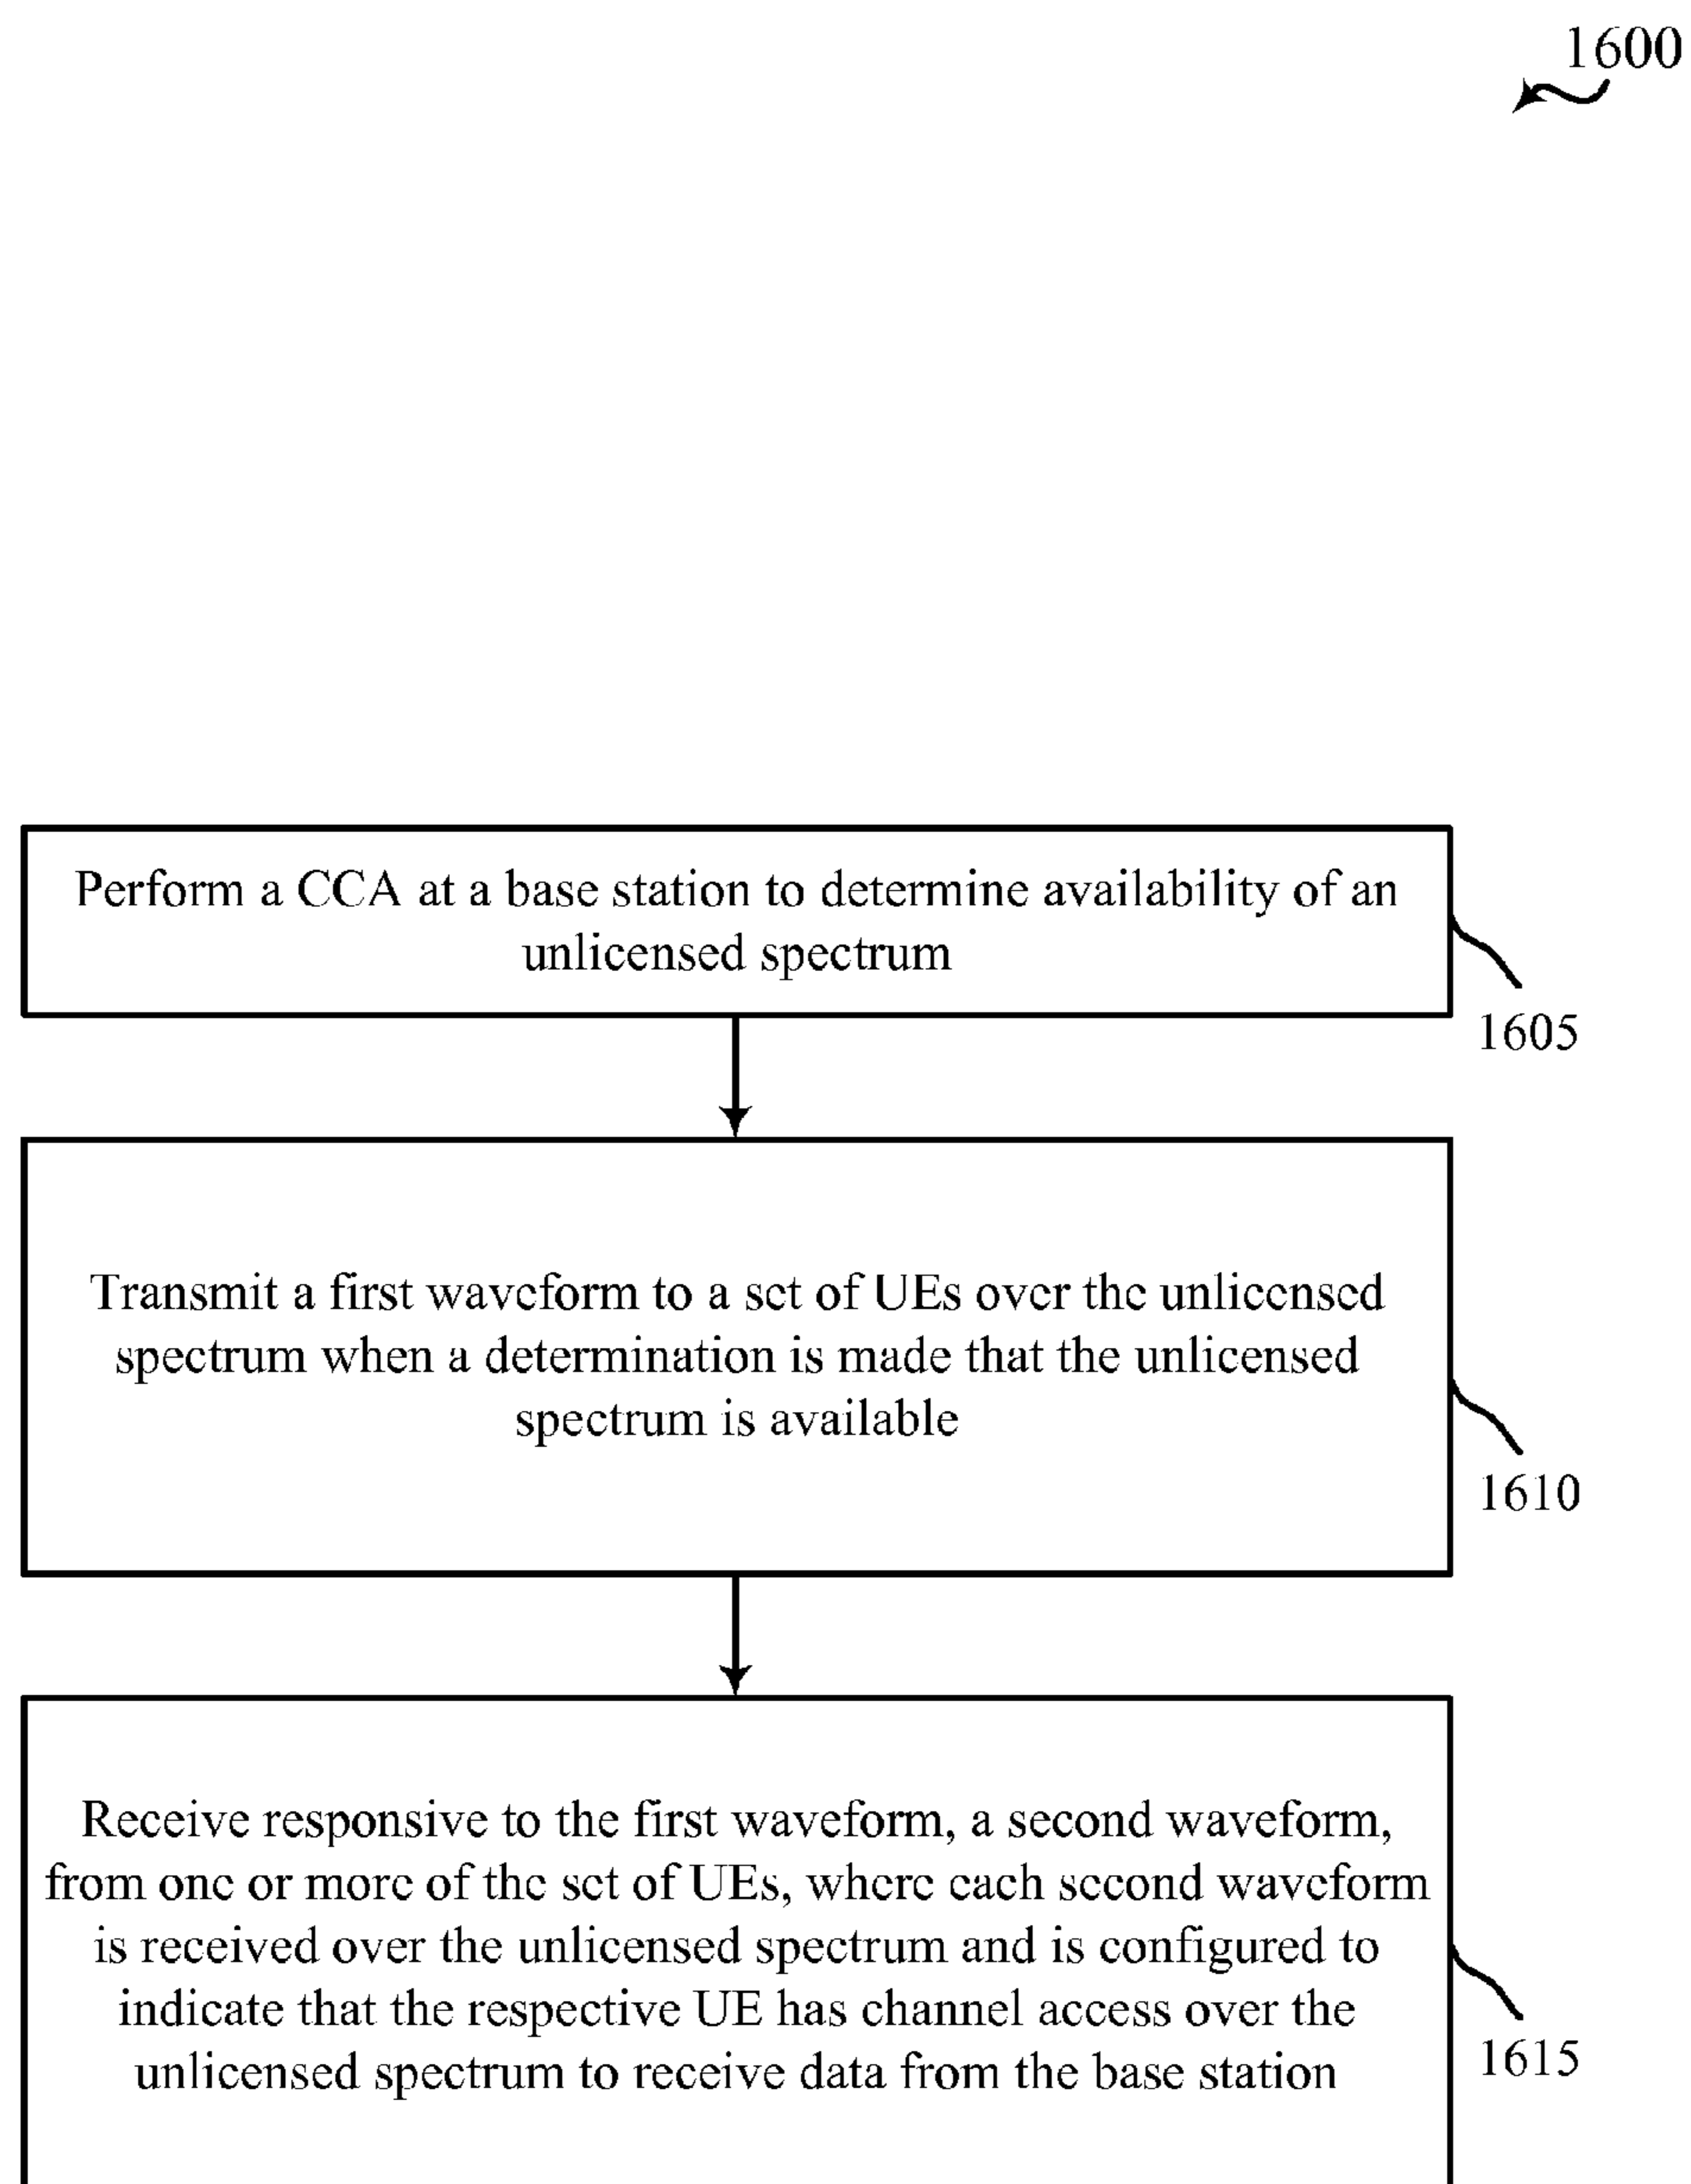 1600
Perform a CCA at a base station to determine availability of an
unlicensed spectrum
1605
Transmit a first waveform to a set of UEs over the unlicensed
spectrum when a determination is made that the unlicensed
spectrum is available
1610
Receive responsive to the first waveform, a second waveform,
from one or more of the set of UEs, where each second waveform
is received over the unlicensed spectrum and is configured to
indicate that the respective UE has channel access over the
unlicensed spectrum to receive data from the base station
1615